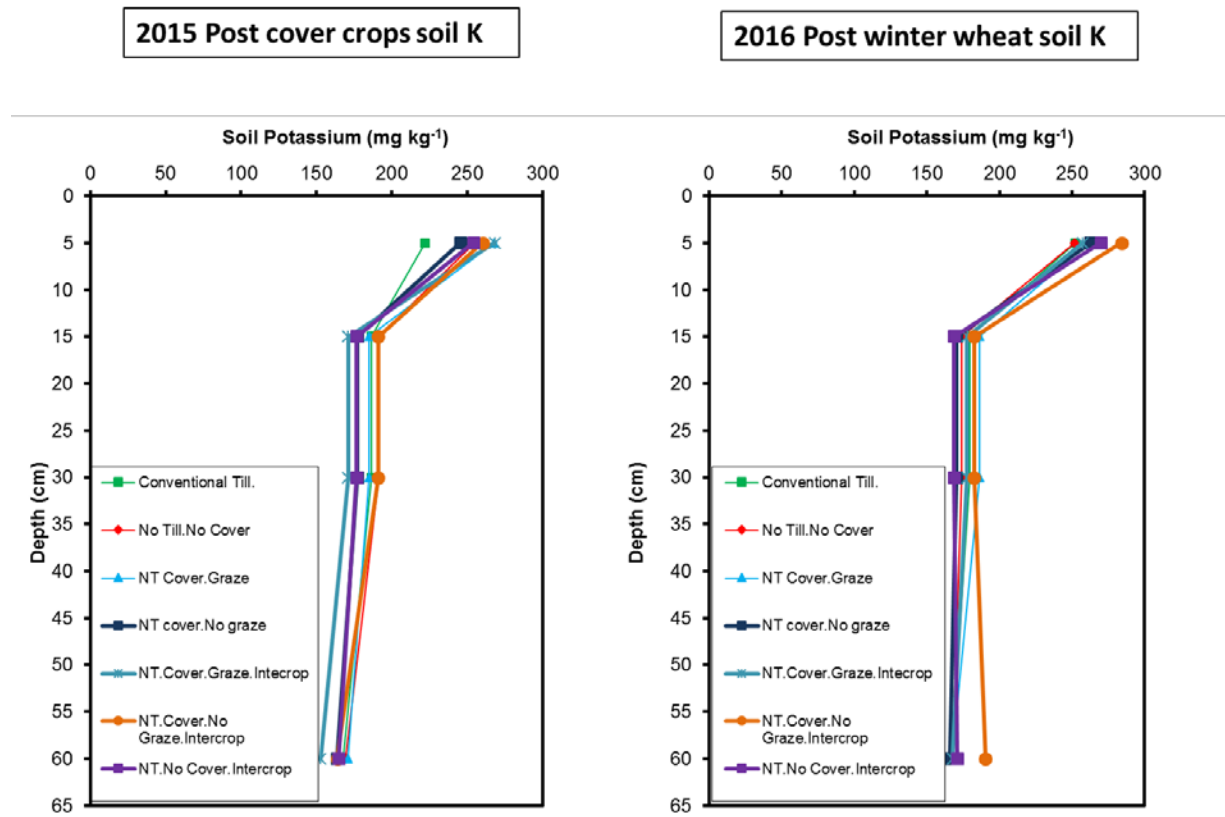 2015 Post cover crops soil K
Soil Potassium (mg kg⁻¹)
0 50 100 150 200 250 300
0
5
10
15
20
25
30
35
40
45
50
55
60
65
Depth (cm)
Conventional Till.
No Till.No Cover
NT Cover.Graze
NT cover.No graze
NT.Cover.Graze.Intecrop
NT.Cover.No
Graze.Intercrop
NT.No Cover.Intercrop
2016 Post winter wheat soil K
Soil Potassium (mg kg⁻¹)
0 50 100 150 200 250 300
0
5
10
15
20
25
30
35
40
45
50
55
60
65
Depth (cm)
Conventional Till.
No Till.No Cover
NT Cover.Graze
NT cover.No graze
NT.Cover.Graze.Intecrop
NT.Cover.No
Graze.Intercrop
NT.No Cover.Intercrop